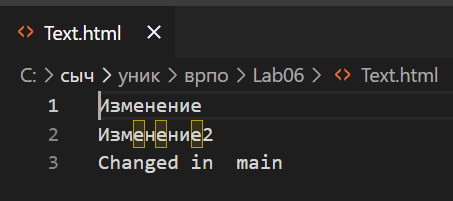 Text.html
C: > сыч > уник > врпо > Lab06 > Text.html
1 Изменение
2 Изменение2
3 Changed in  main